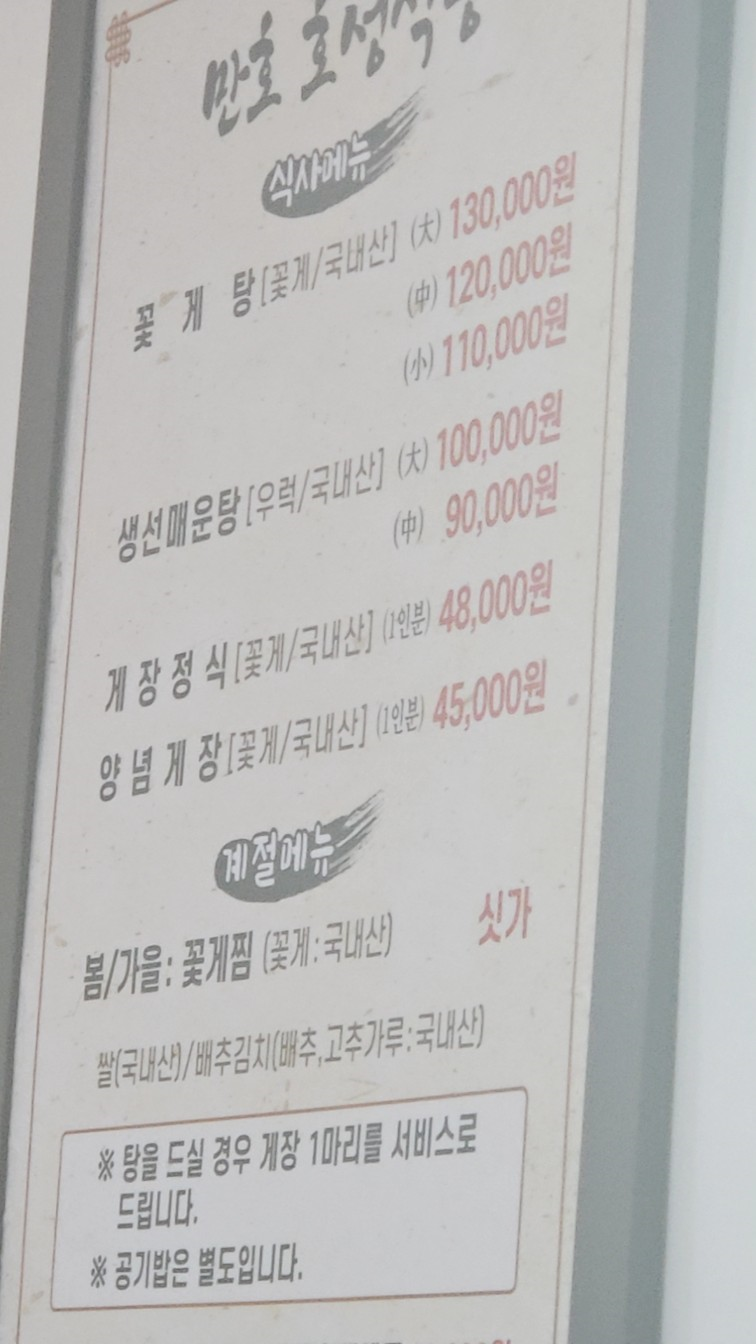 만호 호성식당
식사메뉴
꽃 게 탕 [꽃게/국내산] (大) 130,000원
(中) 120,000원
(小) 110,000원
생선매운탕 [우럭/국내산] (大) 100,000원
(中) 90,000원
게 장 정 식 [꽃게/국내산] (1인분) 48,000원
양 념 게 장 [꽃게/국내산] (1인분) 45,000원
계절메뉴
봄/가을: 꽃게찜 (꽃게:국내산) 싯가
쌀(국내산)/배추김치(배추,고추가루:국내산)
※ 탕을 드실 경우 게장 1마리를 서비스로
드립니다.
※ 공기밥은 별도입니다.